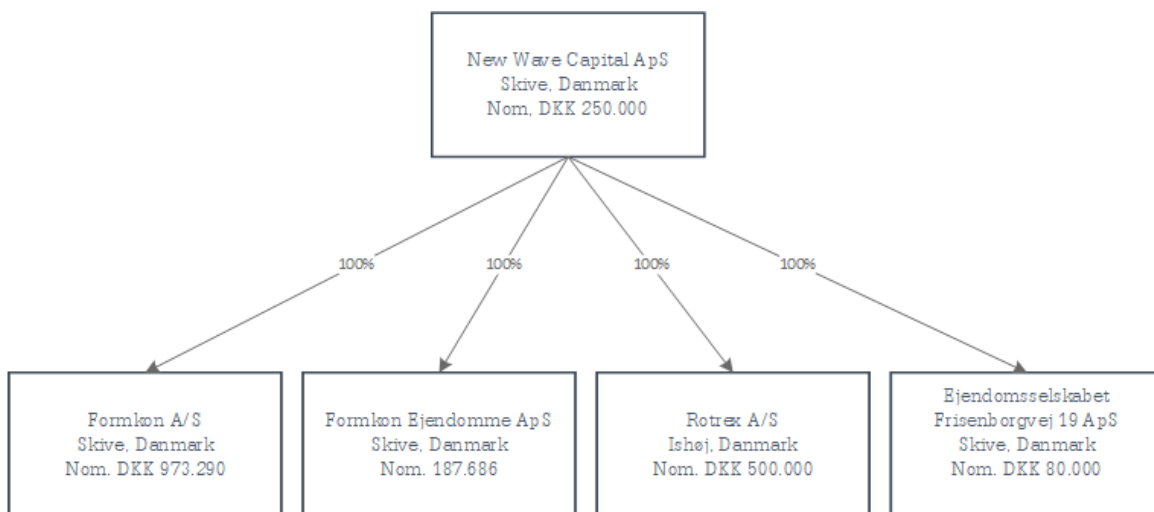 New Wave Capital ApS
Skive, Danmark
Nom, DKK 250.000
100%
100%
100%
100%
Formkon A/S
Skive, Danmark
Nom. DKK 973.290
Formkon Ejendomme ApS
Skive, Danmark
Nom. 187.686
Rotrex A/S
Ishøj, Danmark
Nom. DKK 500.000
Ejendomsselskabet
Frisenborgvej 19 ApS
Skive, Danmark
Nom. DKK 80.000